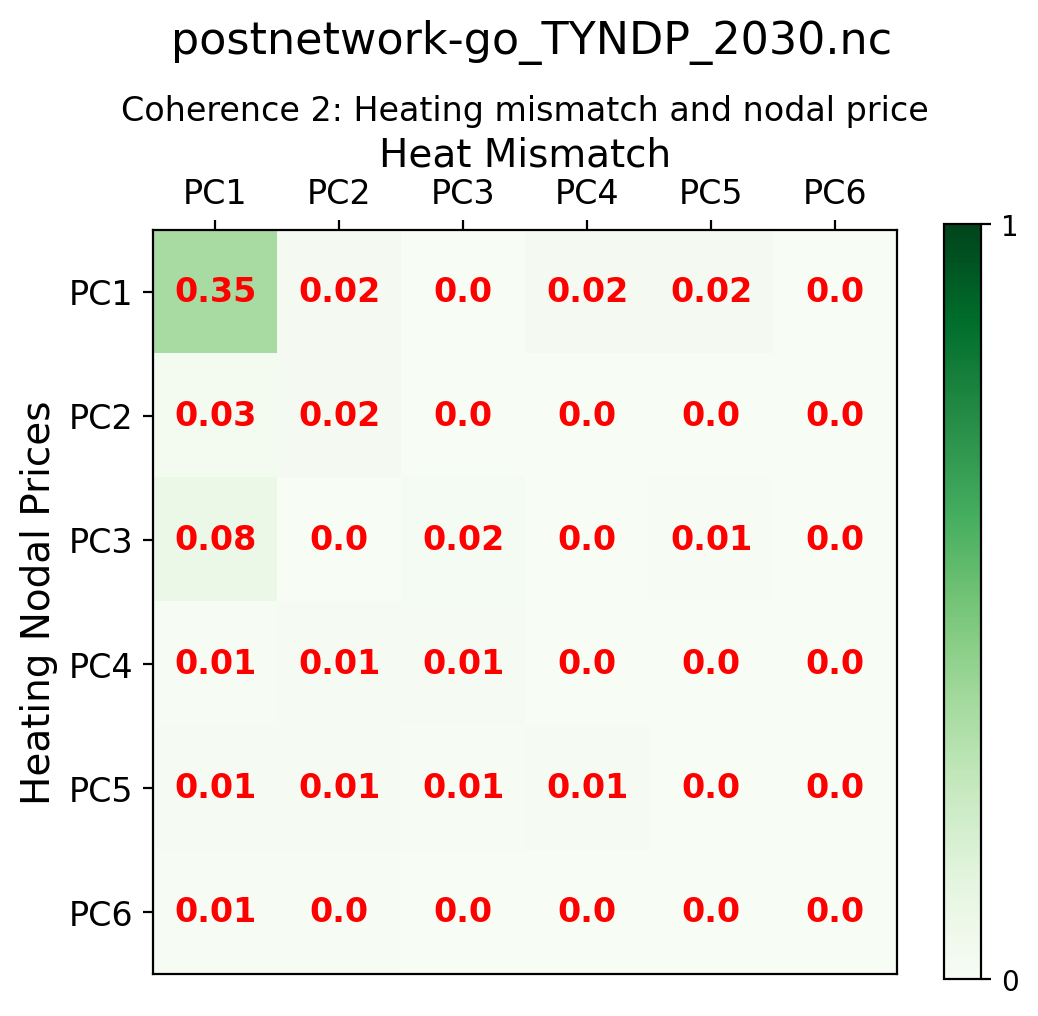 postnetwork-go_TYNDP_2030.nc
Coherence 2: Heating mismatch and nodal price
Heat Mismatch
PC1 PC2 PC3 PC4 PC5 PC6
1
PC1 0.35 0.02 0.0 0.02 0.02 0.0
PC2 0.03 0.02 0.0 0.0 0.0 0.0
PC3 0.08 0.0 0.02 0.0 0.01 0.0
PC4 0.01 0.01 0.01 0.0 0.0 0.0
PC5 0.01 0.01 0.01 0.01 0.0 0.0
PC6 0.01 0.0 0.0 0.0 0.0 0.0
0
Heating Nodal Prices